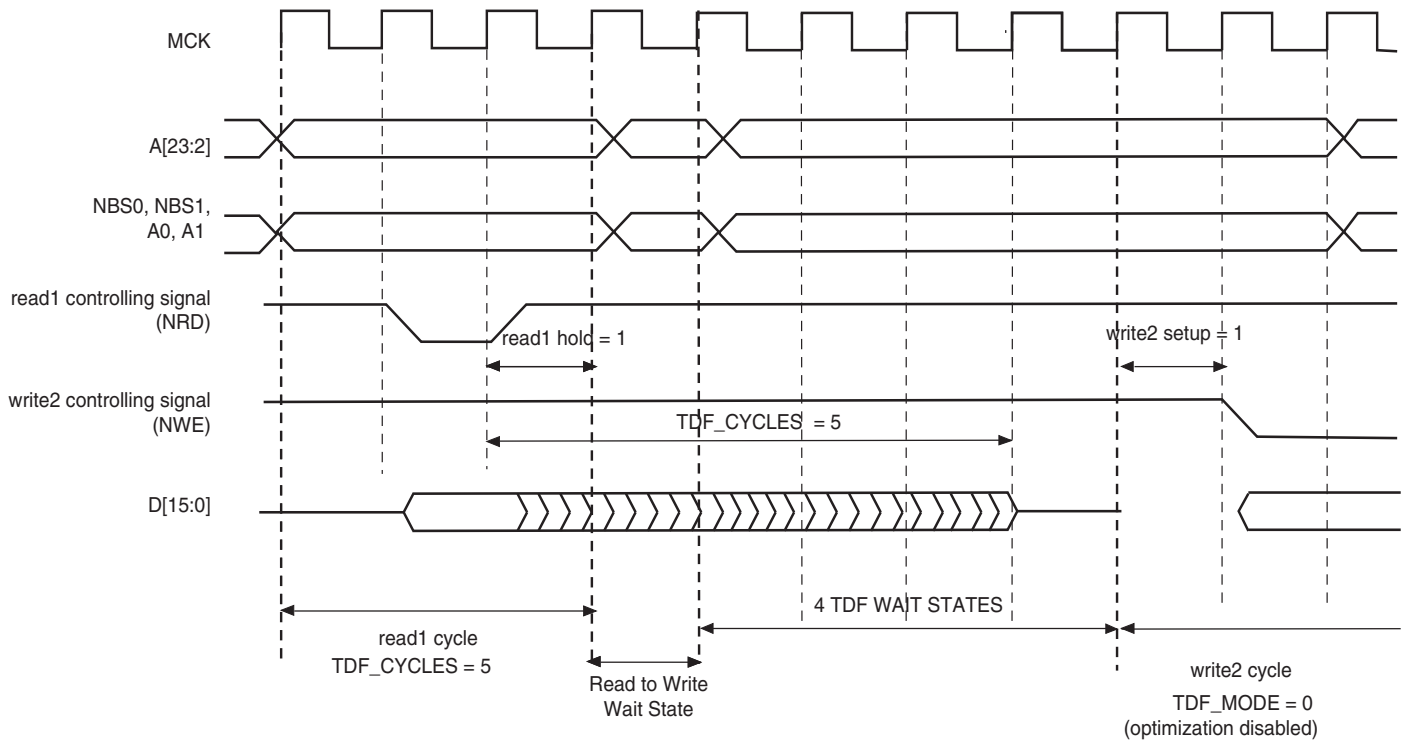 MCK
A[23:2]
NBS0, NBS1,
A0, A1
read1 controlling signal
(NRD)
read1 hold = 1
write2 setup = 1
write2 controlling signal
(NWE)
TDF_CYCLES = 5
D[15:0]
4 TDF WAIT STATES
read1 cycle
TDF_CYCLES = 5
Read to Write
Wait State
write2 cycle
TDF_MODE = 0
(optimization disabled)